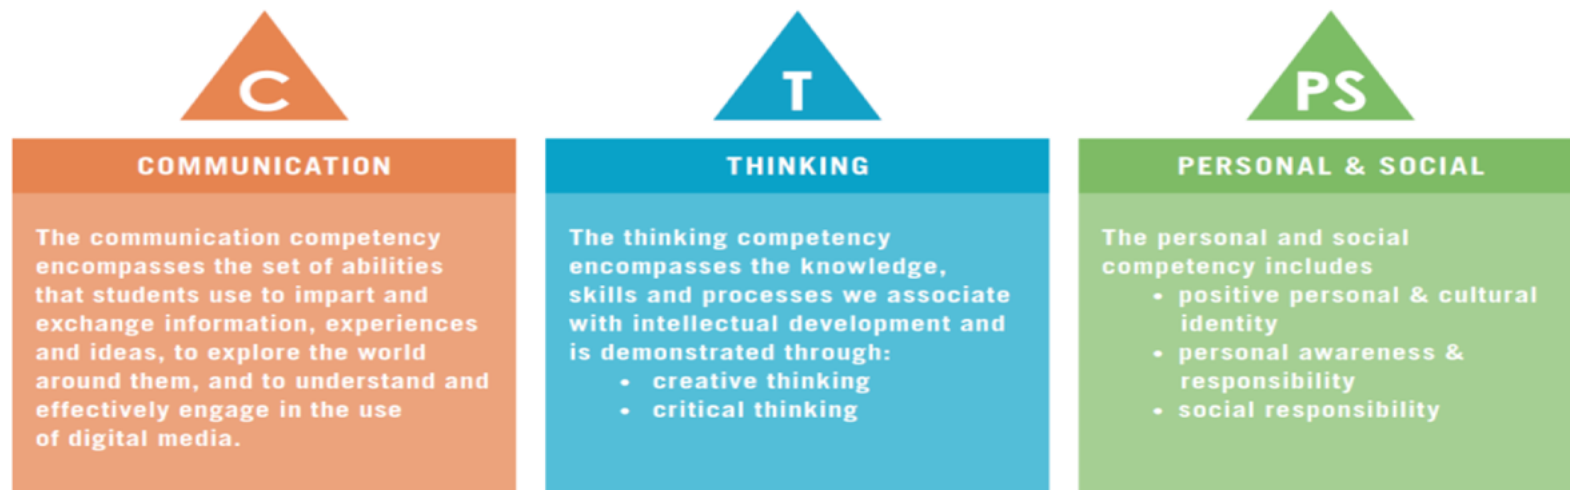 C
COMMUNICATION
The communication competency
encompasses the set of abilities
that students use to impart and
exchange information, experiences
and ideas, to explore the world
around them, and to understand and
effectively engage in the use
of digital media.
T
THINKING
The thinking competency
encompasses the knowledge,
skills and processes we associate
with intellectual development and
is demonstrated through:
• creative thinking
• critical thinking
PS
PERSONAL & SOCIAL
The personal and social
competency includes
• positive personal & cultural
identity
• personal awareness &
responsibility
• social responsibility